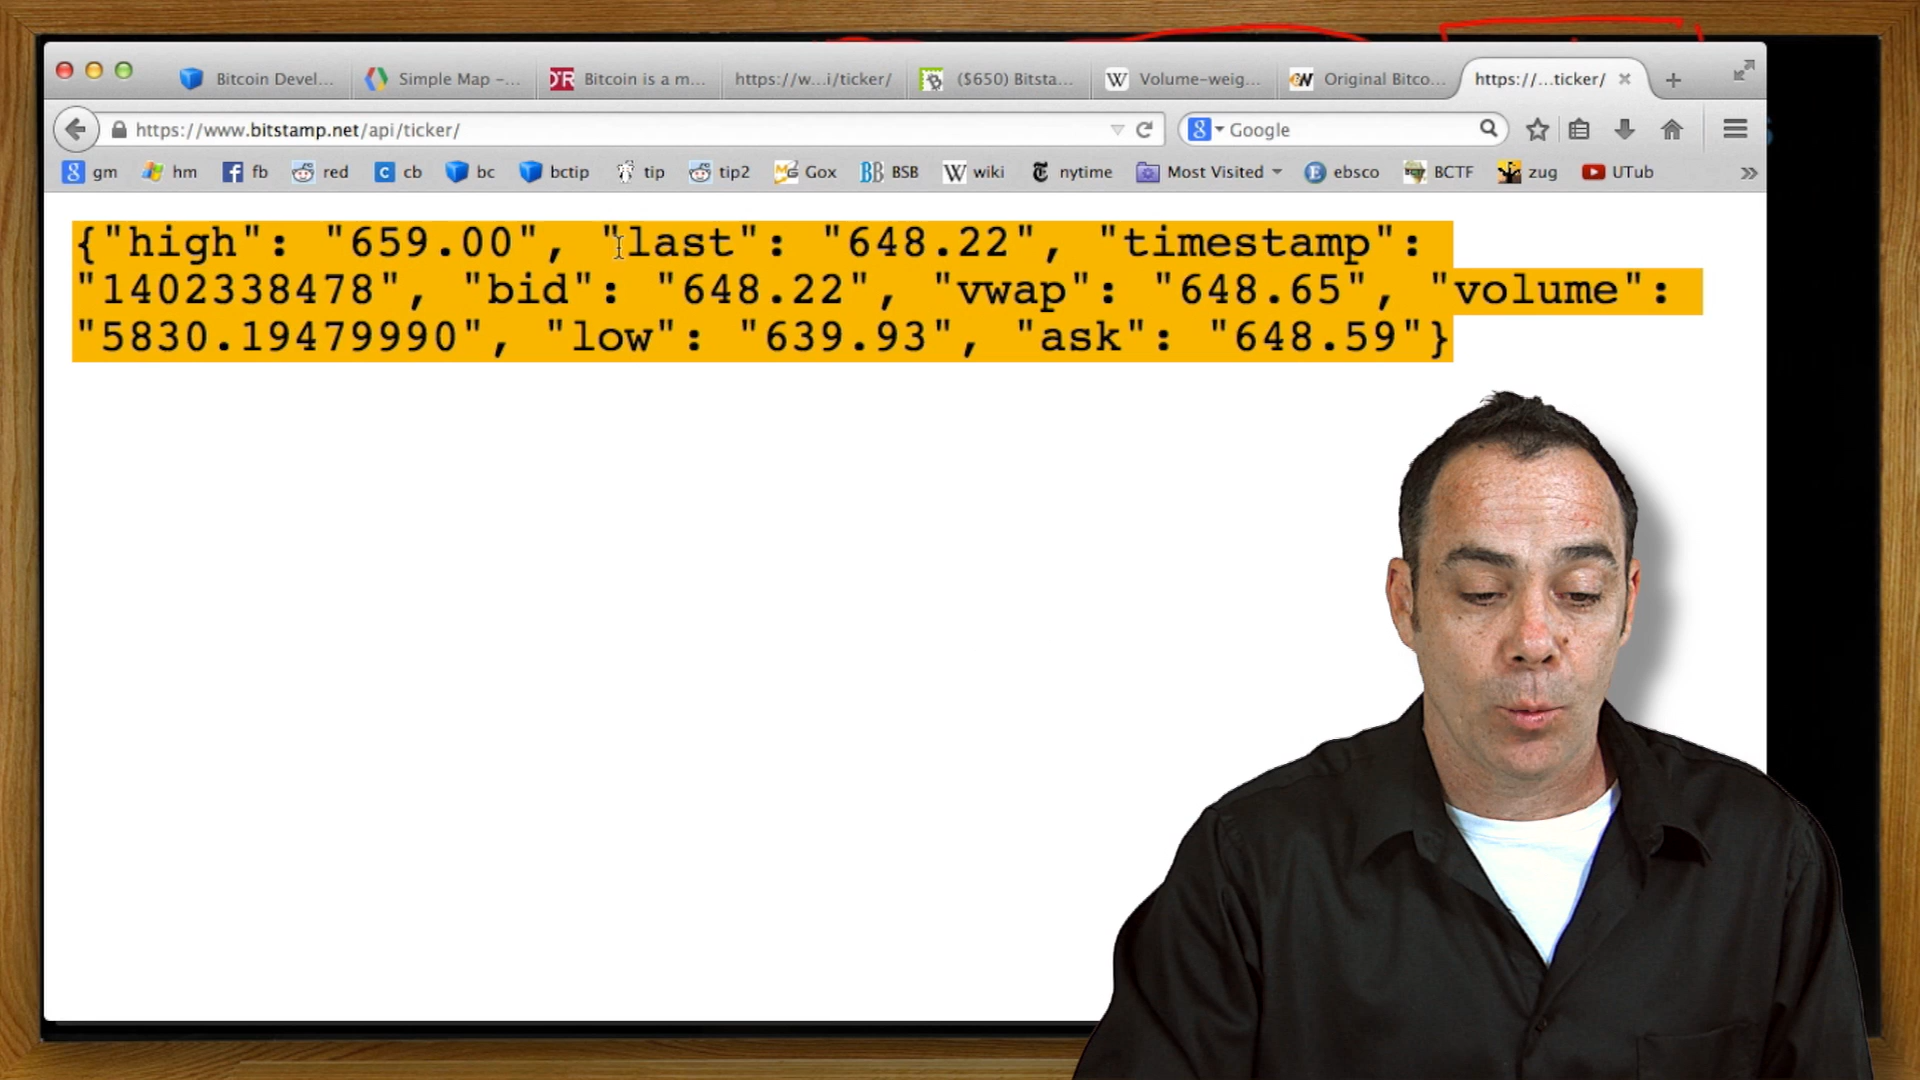 Bitcoin Devel...
Simple Map -...
Bitcoin is a m...
https://w...i/ticker/
($650) Bitsta...
W Volume-weig...
Original Bitco...
https://...ticker/
https://www.bitstamp.net/api/ticker/
Google
gm hm fb red cb bc bctip tip tip2 Gox BSB wiki nytime Most Visited ebsco BCTF zug UTub
{"high": "659.00", "last": "648.22", "timestamp":
"1402338478", "bid": "648.22", "vwap": "648.65", "volume":
"5830.19479990", "low": "639.93", "ask": "648.59"}